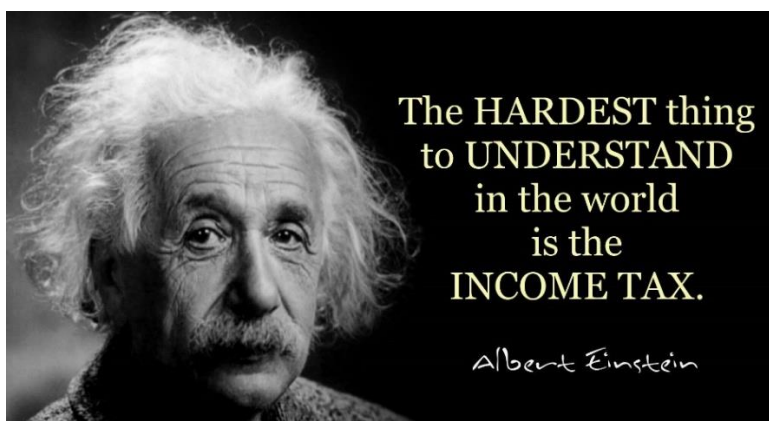 The HARDEST thing
to UNDERSTAND
in the world
is the
INCOME TAX.
Albert Einstein